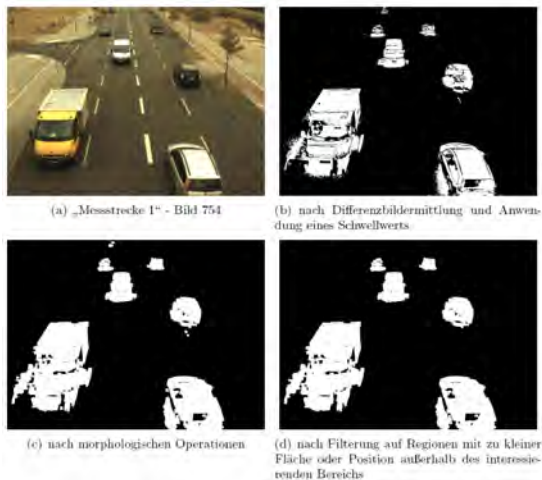 (a) „Messstrecke 1“ - Bild 754
(b) nach Differenzbildermittlung und Anwen-
dung eines Schwellwerts
(c) nach morphologischen Operationen
(d) nach Filterung auf Regionen mit zu kleiner
Fläche oder Position außerhalb des interessie-
renden Bereichs